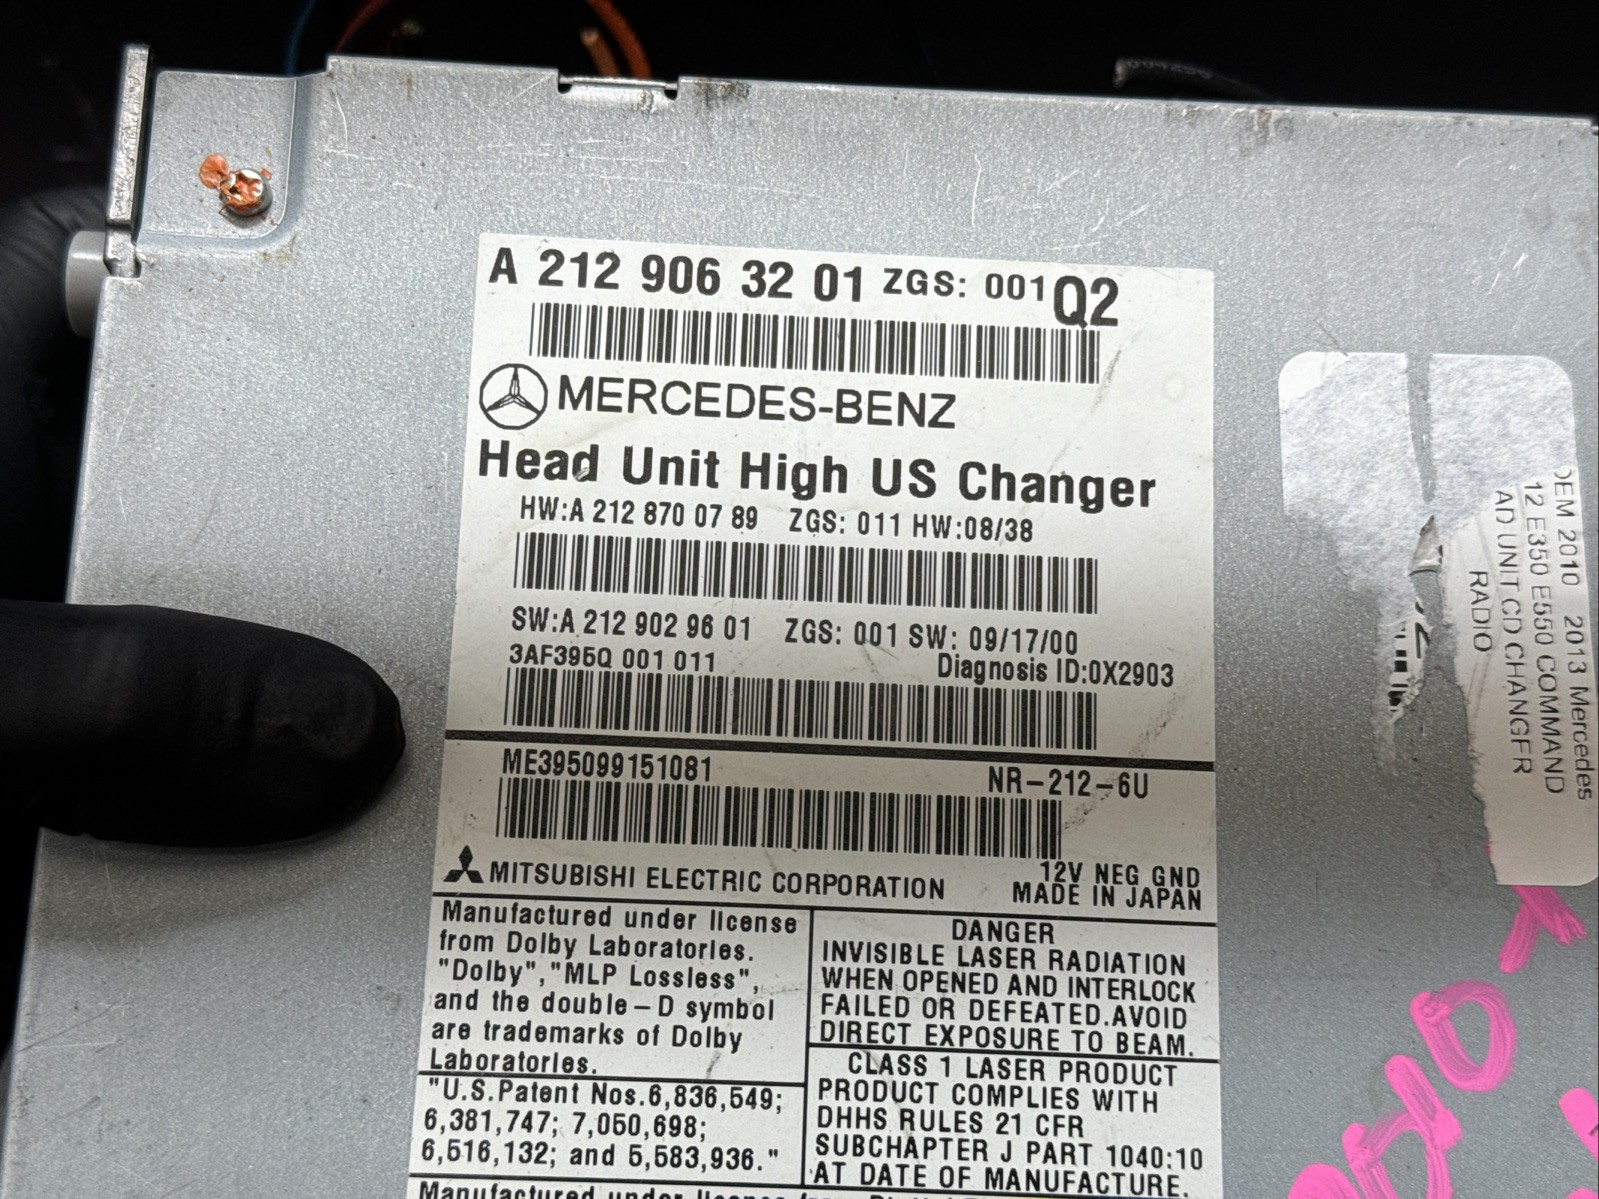 A 212 906 32 01 ZGS: 001 Q2
MERCEDES-BENZ
Head Unit High US Changer
HW:A 212 870 07 89 ZGS: 011 HW:08/38
SW:A 212 902 96 01 ZGS: 001 SW: 09/17/00
3AF395Q 001 011 Diagnosis ID:0X2903
ME395099151081 NR-212-6U
MITSUBISHI ELECTRIC CORPORATION
12V NEG GND
MADE IN JAPAN
Manufactured under license
from Dolby Laboratories.
"Dolby","MLP Lossless",
and the double-D symbol
are trademarks of Dolby
Laboratories.
"U.S.Patent Nos.6,836,549;
6,381,747; 7,050,698;
6,516,132; and 5,583,936."
DANGER
INVISIBLE LASER RADIATION
WHEN OPENED AND INTERLOCK
FAILED OR DEFEATED.AVOID
DIRECT EXPOSURE TO BEAM.
CLASS 1 LASER PRODUCT
PRODUCT COMPLIES WITH
DHHS RULES 21 CFR
SUBCHAPTER J PART 1040:10
AT DATE OF MANUFACTURE.
Manufactured under license from
OEM 2010 2013 Mercedes
12 E350 E550 COMMAND
AD UNIT CD CHANGER
RADIO